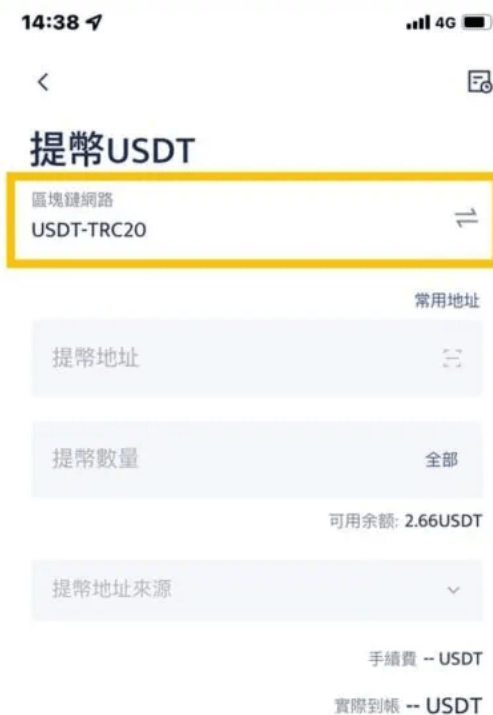 14:38
4G
提幣USDT
區塊鏈網路
USDT-TRC20
常用地址
提幣地址
提幣數量
全部
可用余额: 2.66USDT
提幣地址來源
手續費 -- USDT
實際到帳 -- USDT